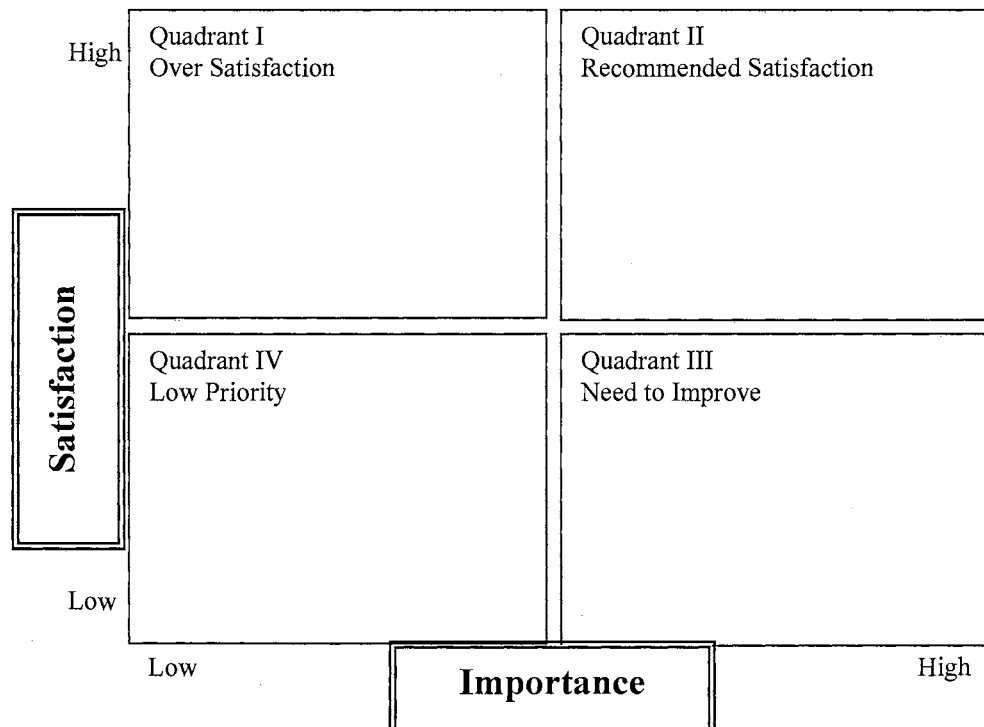 High
Quadrant I
Over Satisfaction
Quadrant II
Recommended Satisfaction
Satisfaction
Quadrant IV
Low Priority
Quadrant III
Need to Improve
Low
Low
Importance
High